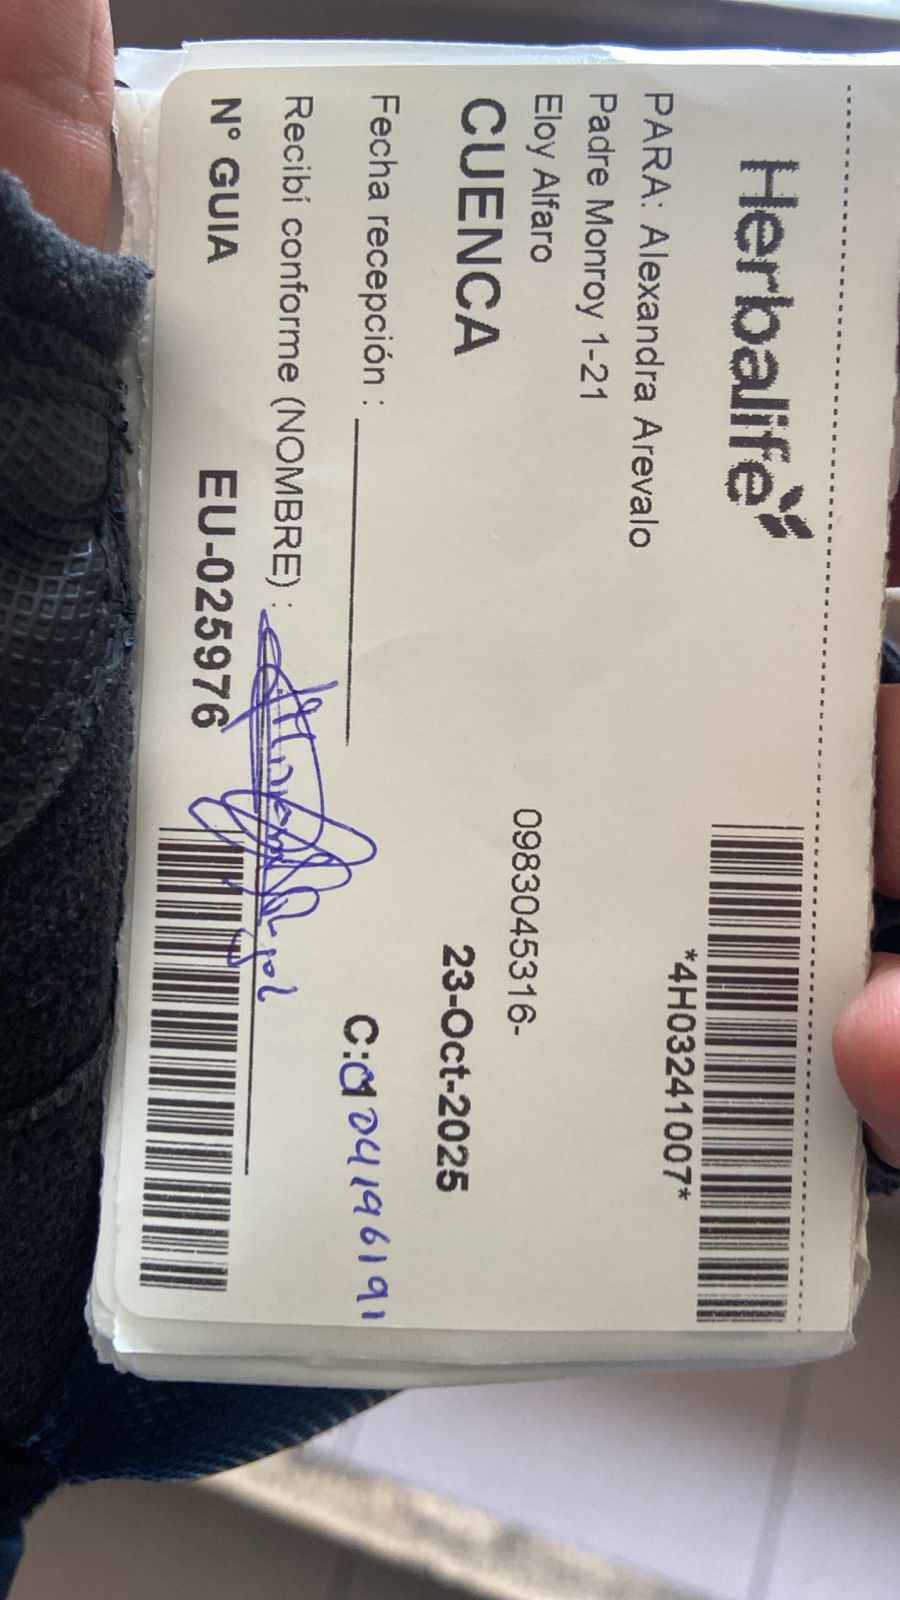 Herbalife
*4H03241007*
PARA: Alexandra Arevalo
Padre Monroy 1-21
Eloy Alfaro
0983045316-
CUENCA
23-Oct-2025
Fecha recepción :
C:0104196191
Recibí conforme (NOMBRE) :
N° GUIA
EU-025976